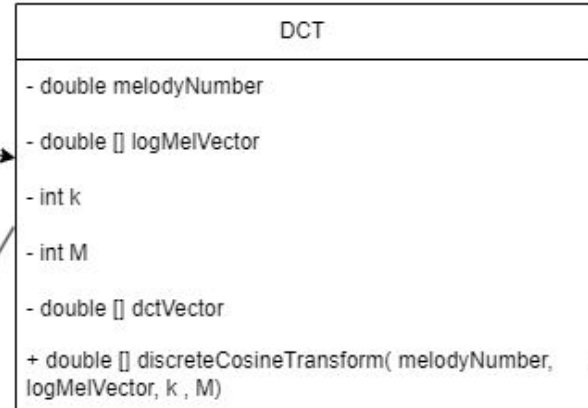 DCT
- double melodyNumber
- double [] logMelVector
- int k
- int M
- double [] dctVector
+ double [] discreteCosineTransform( melodyNumber,
logMelVector, k , M)